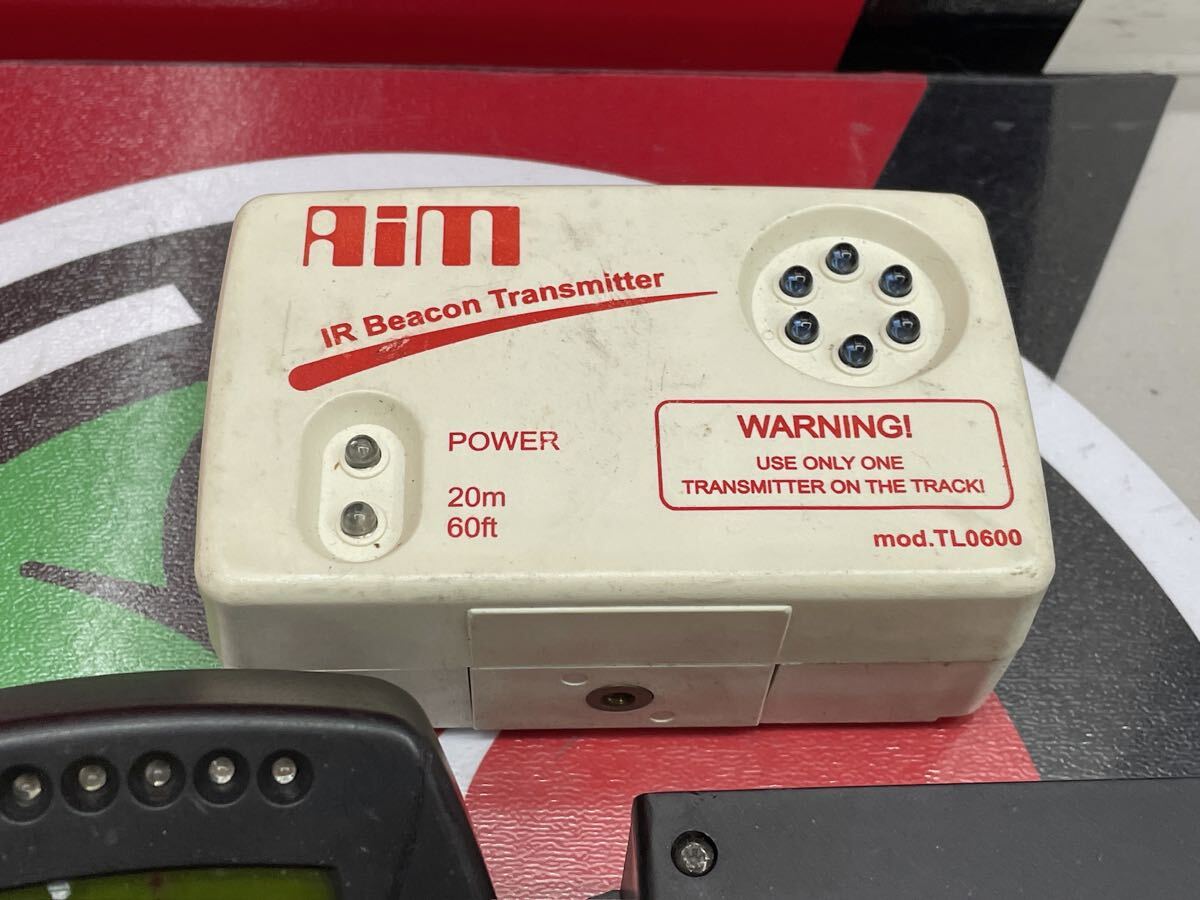 AiM
IR Beacon Transmitter
POWER
20m
60ft
WARNING!
USE ONLY ONE
TRANSMITTER ON THE TRACK!
mod.TL0600